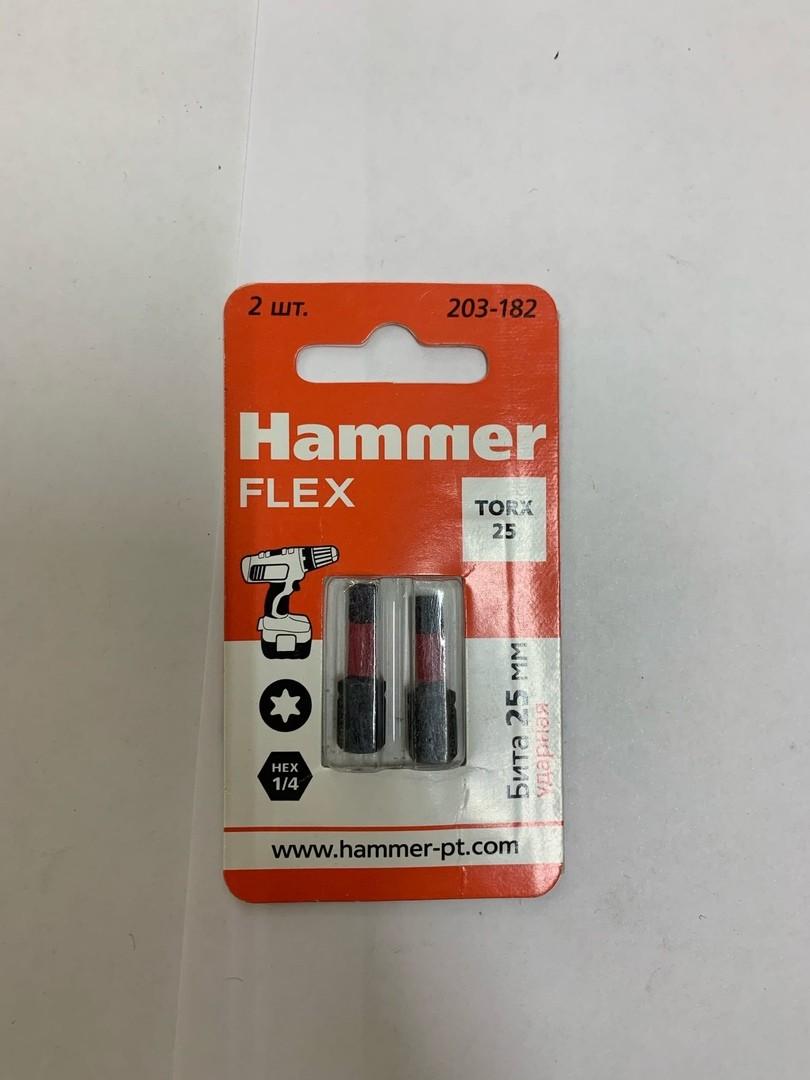 2 шт.
203-182
Hammer
FLEX
TORX
25
Бита 25 мм
ударная
HEX
1/4
www.hammer-pt.com